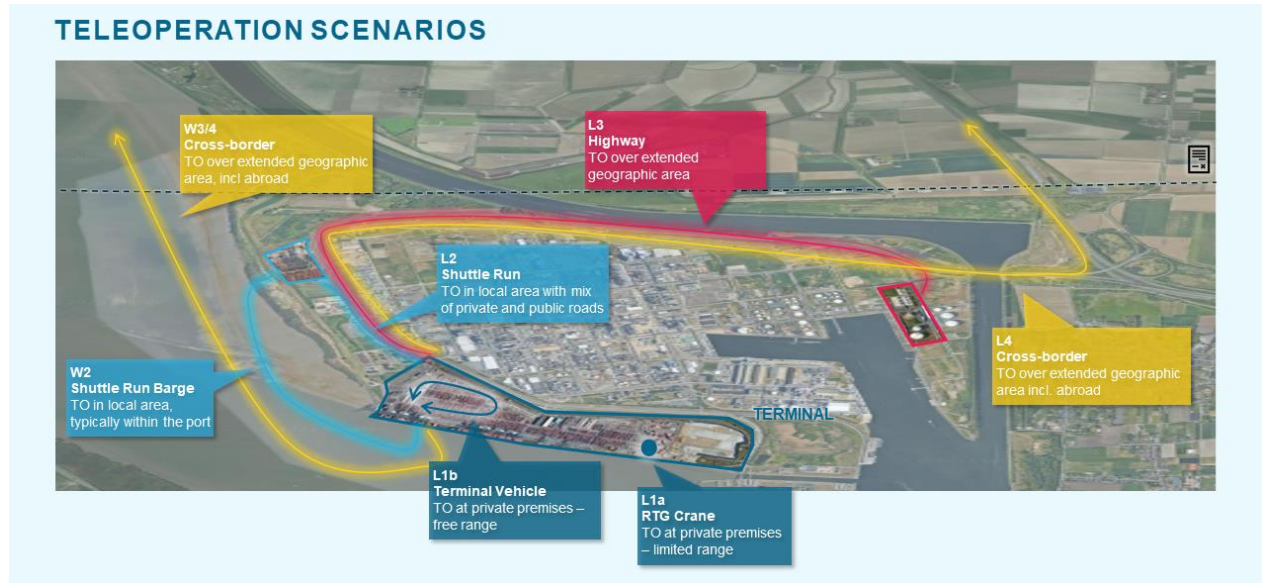 TELEOPERATION SCENARIOS
W3/4
Cross-border
TO over extended geographic
area, incl abroad
L3
Highway
TO over extended
geographic area
L2
Shuttle Run
TO in local area with mix
of private and public roads
W2
Shuttle Run Barge
TO in local area,
typically within the port
L4
Cross-border
TO over extended geographic
area incl. abroad
TERMINAL
L1b
Terminal Vehicle
TO at private premises –
free range
L1a
RTG Crane
TO at private premises
– limited range